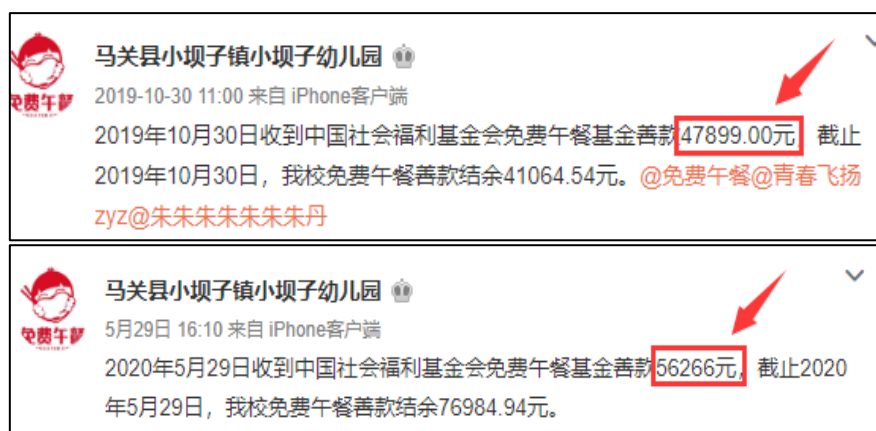 马关县小坝子镇小坝子幼儿园
2019-10-30 11:00 来自 iPhone客户端
免费午餐
2019年10月30日收到中国社会福利基金会免费午餐基金善款47899.00元，截止
2019年10月30日，我校免费午餐善款结余41064.54元。@免费午餐@青春飞扬
zyz@朱朱朱朱朱朱朱丹
马关县小坝子镇小坝子幼儿园
5月29日 16:10 来自 iPhone客户端
免费午餐
2020年5月29日收到中国社会福利基金会免费午餐基金善款56266元，截止2020
年5月29日，我校免费午餐善款结余76984.94元。